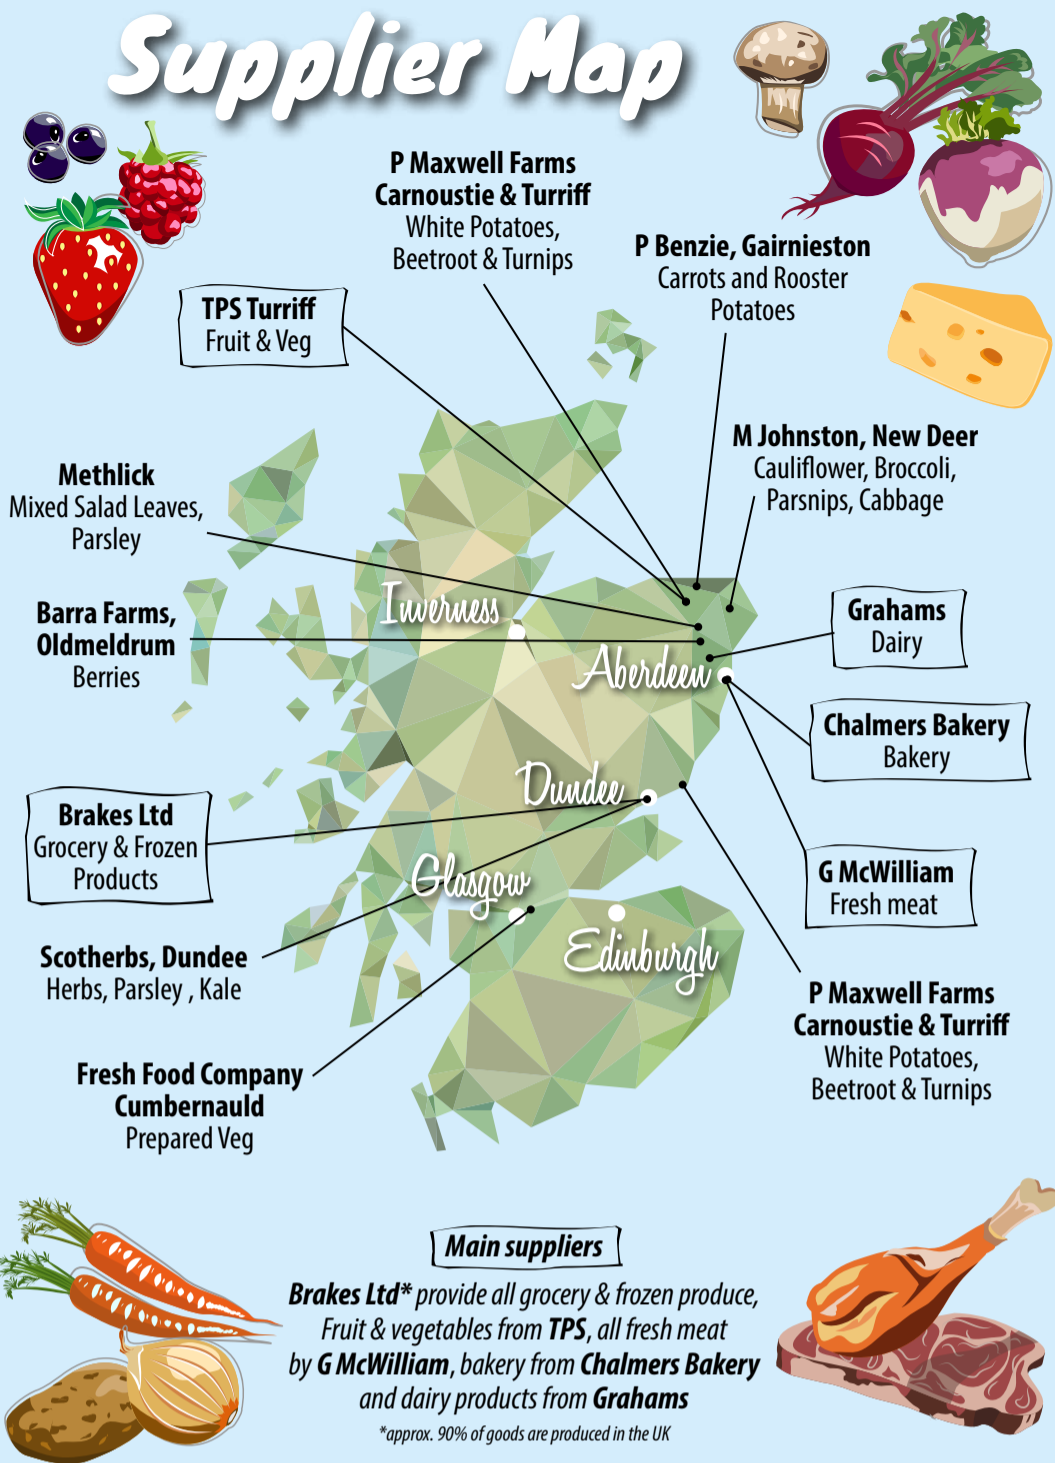 Supplier Map
P Maxwell Farms
Carnoustie & Turriff
White Potatoes,
Beetroot & Turnips
P Benzie, Gairnieston
Carrots and Rooster
Potatoes
TPS Turriff
Fruit & Veg
M Johnston, New Deer
Cauliflower, Broccoli,
Parsnips, Cabbage
Methlick
Mixed Salad Leaves,
Parsley
Inverness
Barra Farms,
Oldmeldrum
Berries
Grahams
Dairy
Aberdeen
Chalmers Bakery
Bakery
Dundee
Brakes Ltd
Grocery & Frozen
Products
Glasgow
G McWilliam
Fresh meat
Edinburgh
Scotherbs, Dundee
Herbs, Parsley , Kale
P Maxwell Farms
Carnoustie & Turriff
White Potatoes,
Beetroot & Turnips
Fresh Food Company
Cumbernauld
Prepared Veg
Main suppliers
Brakes Ltd* provide all grocery & frozen produce,
Fruit & vegetables from TPS, all fresh meat
by G McWilliam, bakery from Chalmers Bakery
and dairy products from Grahams
*approx. 90% of goods are produced in the UK